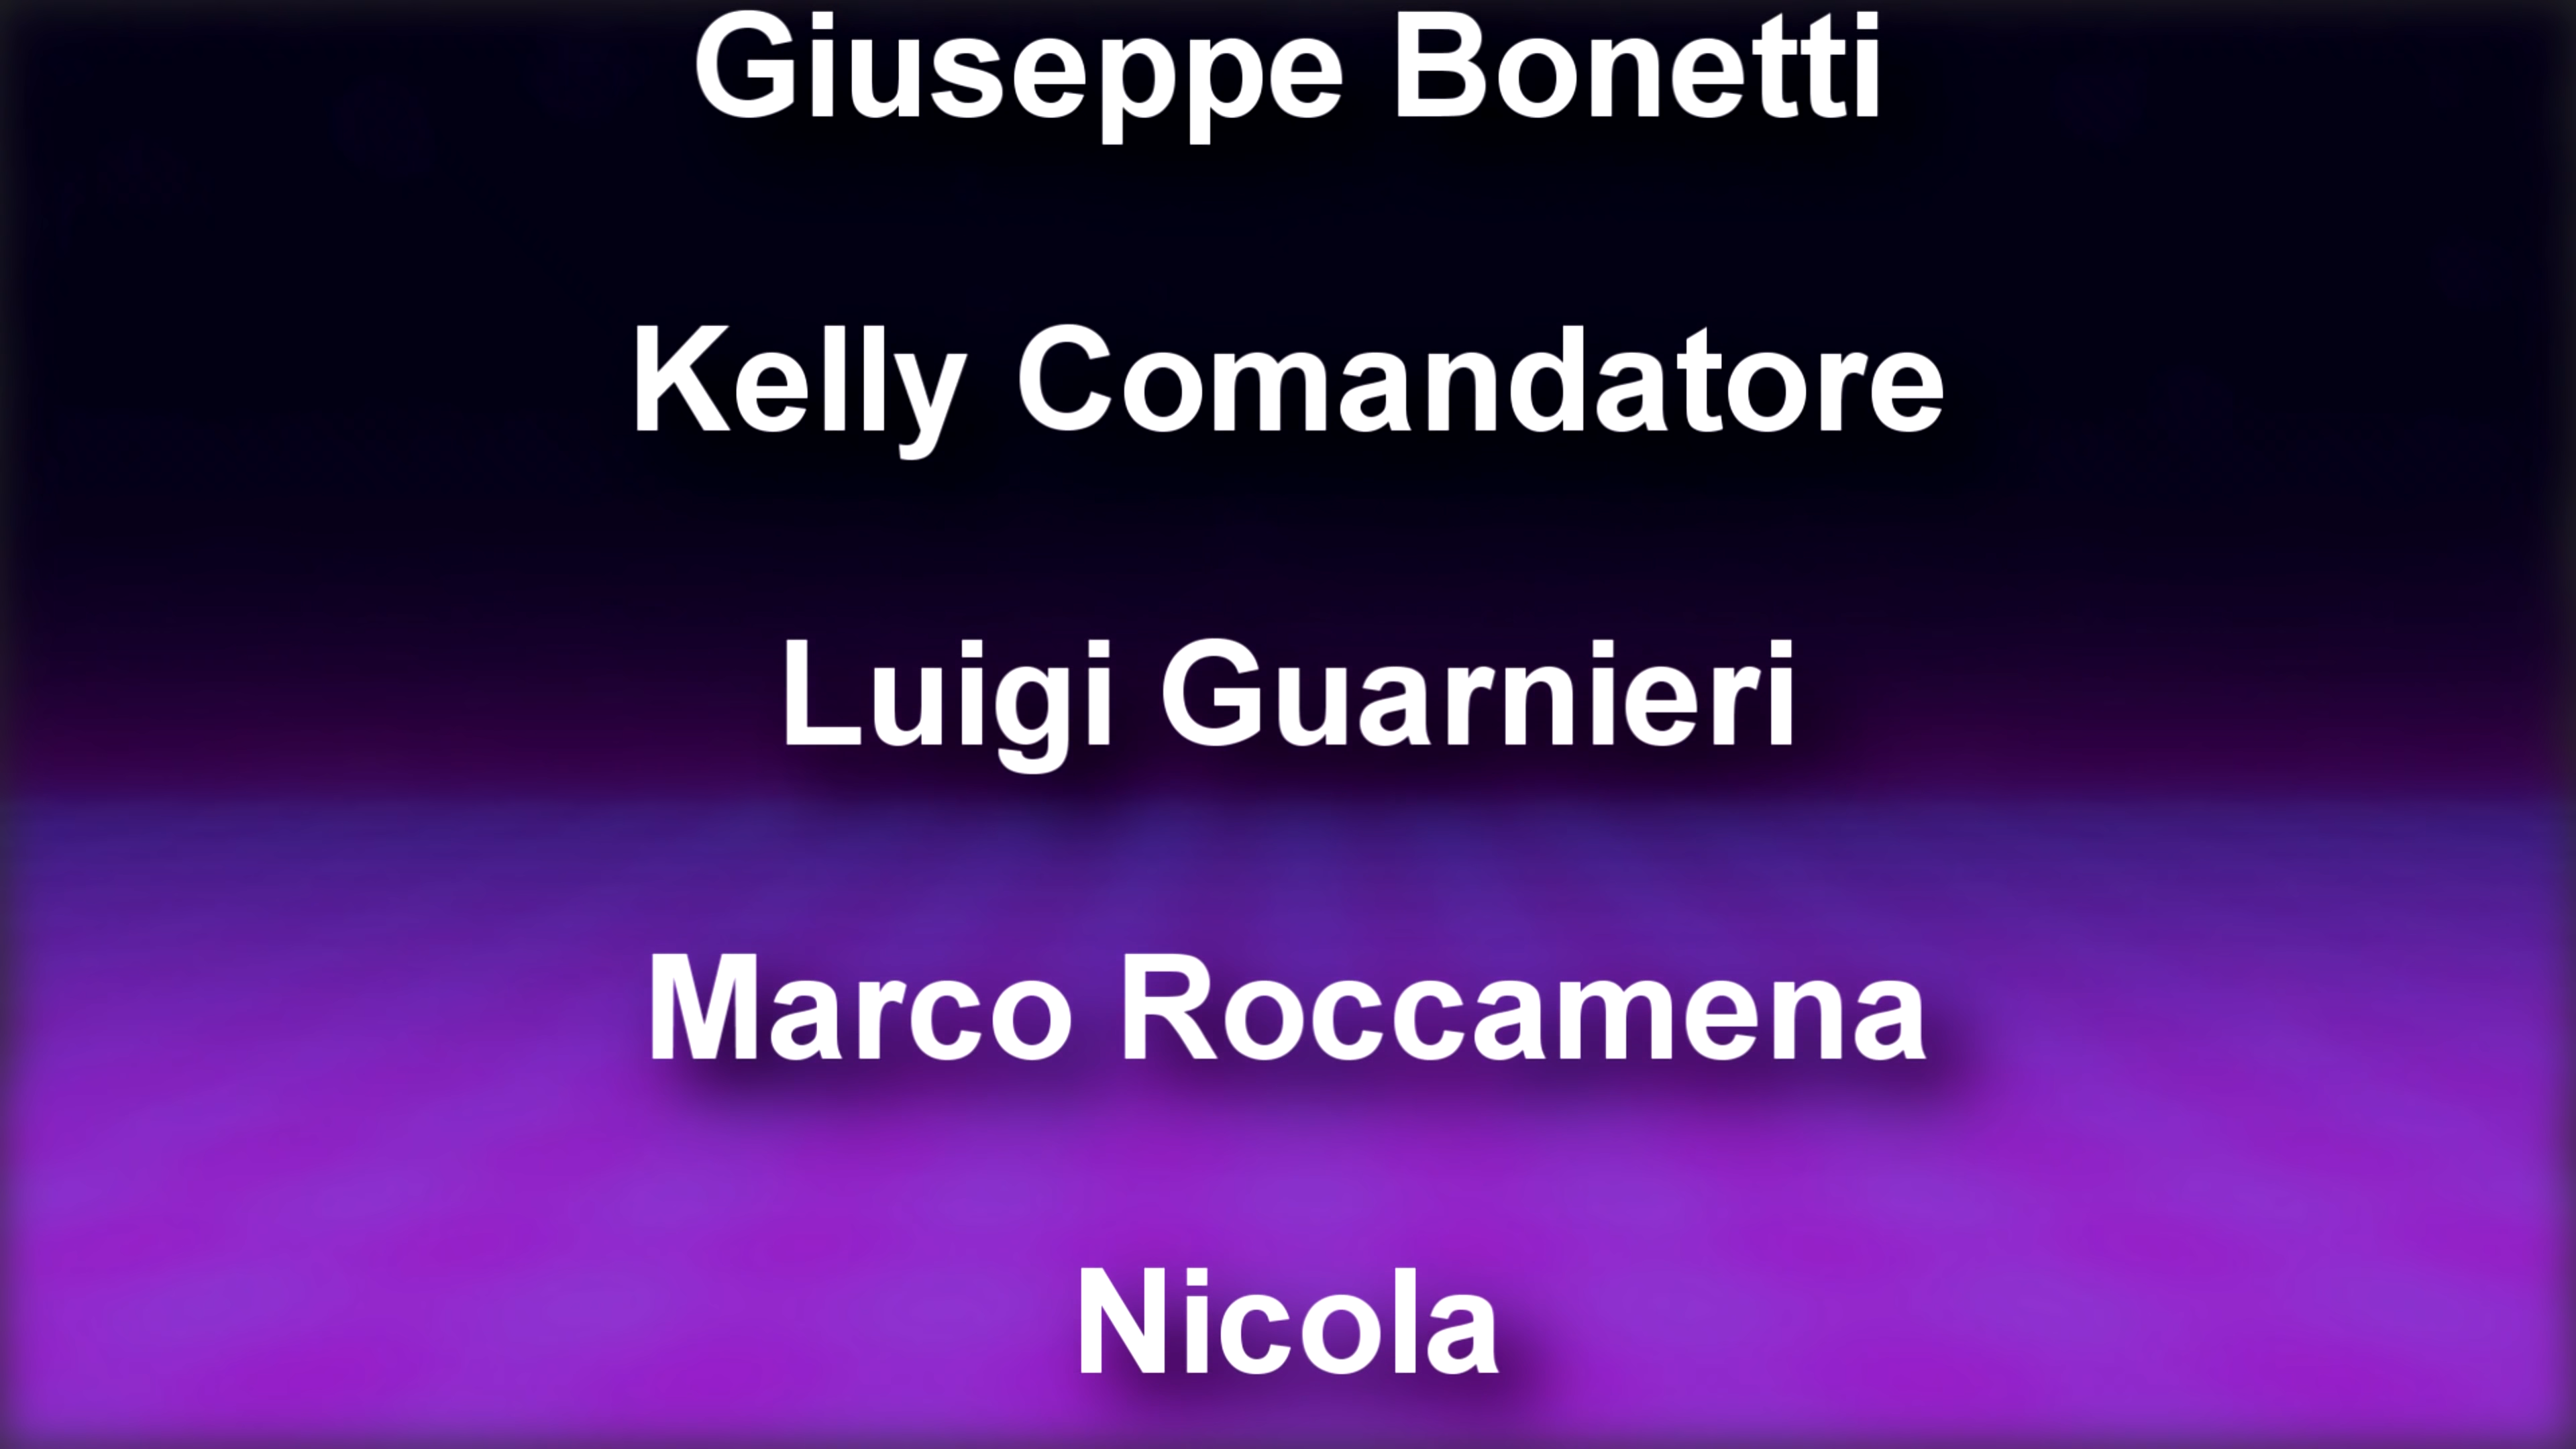 Giuseppe Bonetti
Kelly Comandatore
Luigi Guarnieri
Marco Roccamena
Nicola